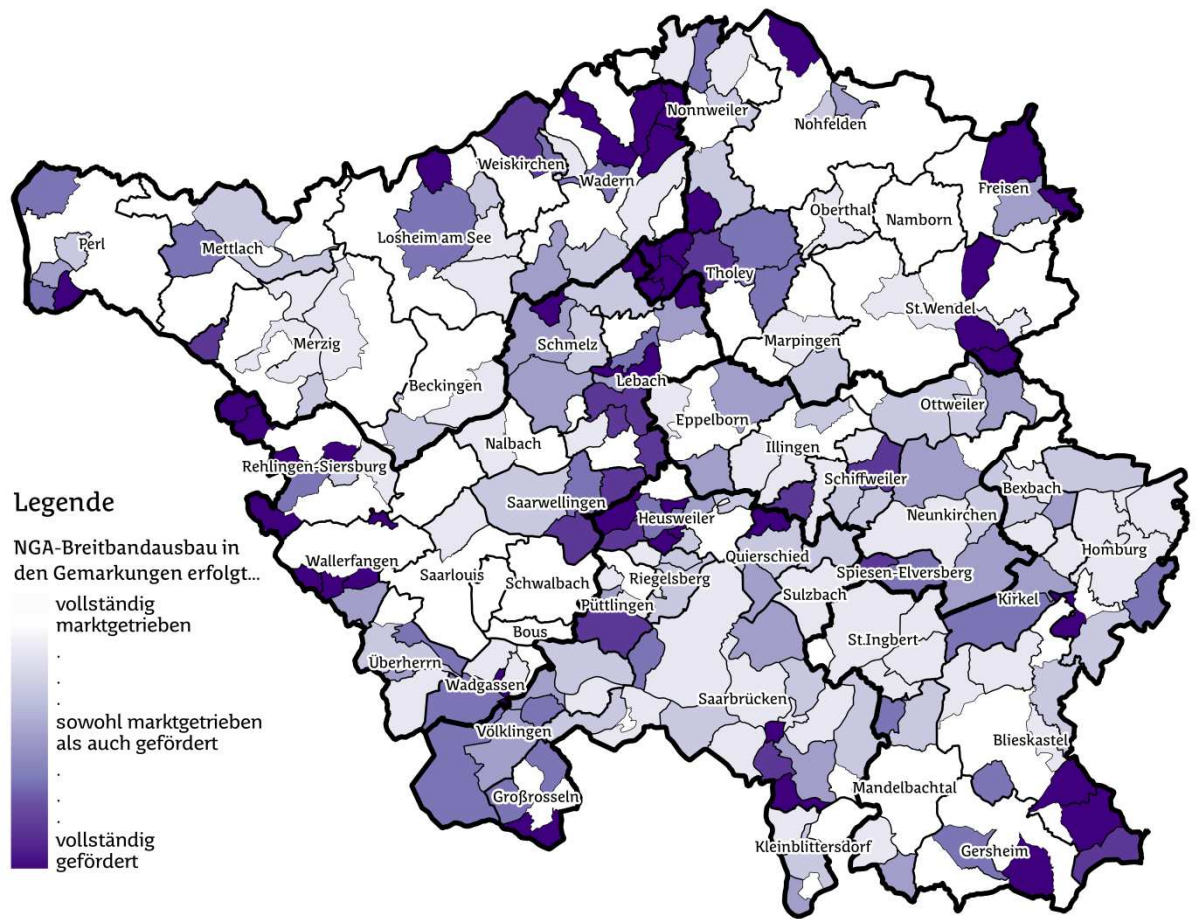 Nonnweiler
Nohfelden
Weiskirchen
Wadern
Freisen
Oberthal
Namborn
Perl
Mettlach
Losheim am See
Tholey
St.Wendel
Merzig
Schmelz
Marpingen
Beckingen
Lebach
Ottweiler
Eppelborn
Nalbach
Illingen
Rehlingen-Siersburg
Schiffweiler
Bexbach
Legende
Saarwellingen
Heusweiler
Neunkirchen
NGA-Breitbandausbau in
den Gemarkungen erfolgt...
Quierschied
Homburg
Wallerfangen
Saarlouis
Schwalbach
Riegelsberg
Spiesen-Elversberg
vollständig
marktgetrieben
Püttlingen
Sulzbach
Kirkel
Bous
St.Ingbert
.
.
.
Überherrn
Wadgassen
Saarbrücken
sowohl marktgetrieben
als auch gefördert
Völklingen
Blieskastel
.
.
.
Großrosseln
Mandelbachtal
vollständig
gefördert
Kleinblittersdorf
Gersheim